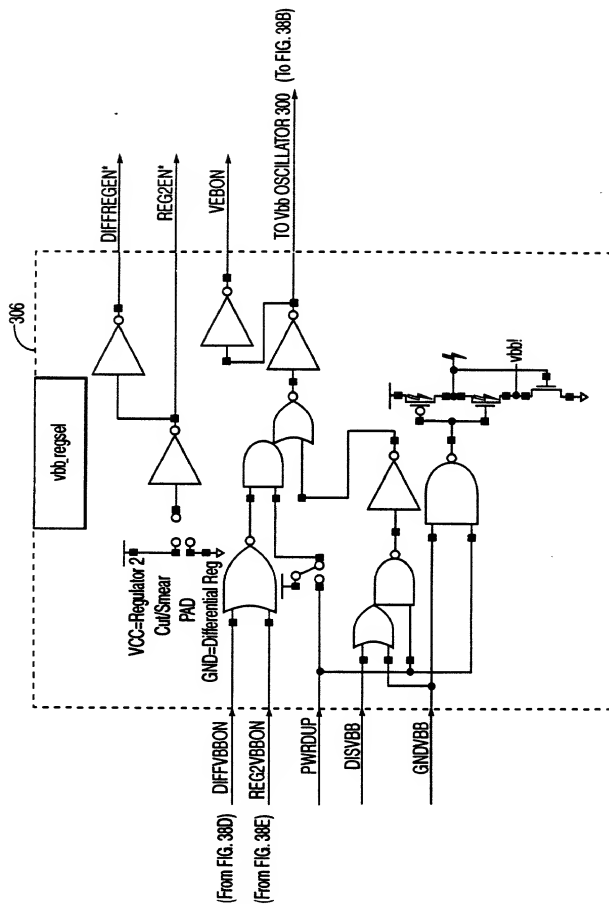 306
vbb_regsel
VCC=Regulator 2
Cut/Smear
PAD
GND=Differential Reg
(From FIG. 38D) DIFFVBBON
(From FIG. 38E) REG2VBBON
PWRDUP
DISVBB
GNDVBB
DIFFREGEN*
REG2EN*
VEBON
TO Vbb OSCILLATOR 300 (To FIG. 38B)
vbb!